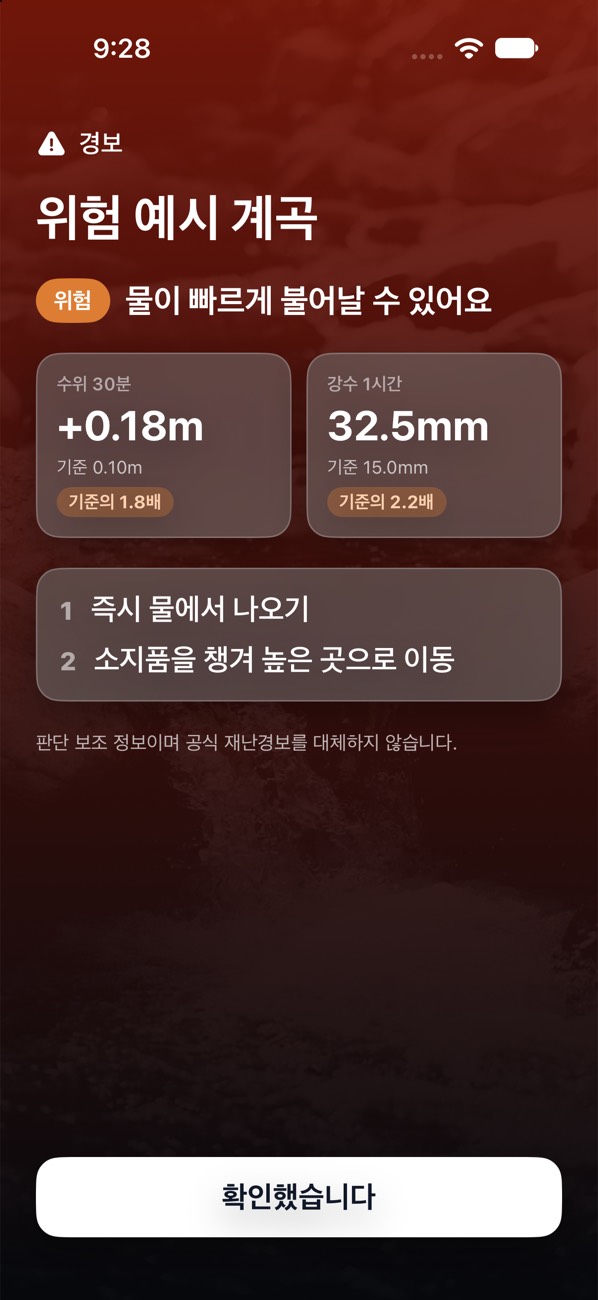 9:28
경보
위험 예시 계곡
위험 물이 빠르게 불어날 수 있어요
수위 30분
+0.18m
기준 0.10m
기준의 1.8배
강수 1시간
32.5mm
기준 15.0mm
기준의 2.2배
1 즉시 물에서 나오기
2 소지품을 챙겨 높은 곳으로 이동
판단 보조 정보이며 공식 재난경보를 대체하지 않습니다.
확인했습니다